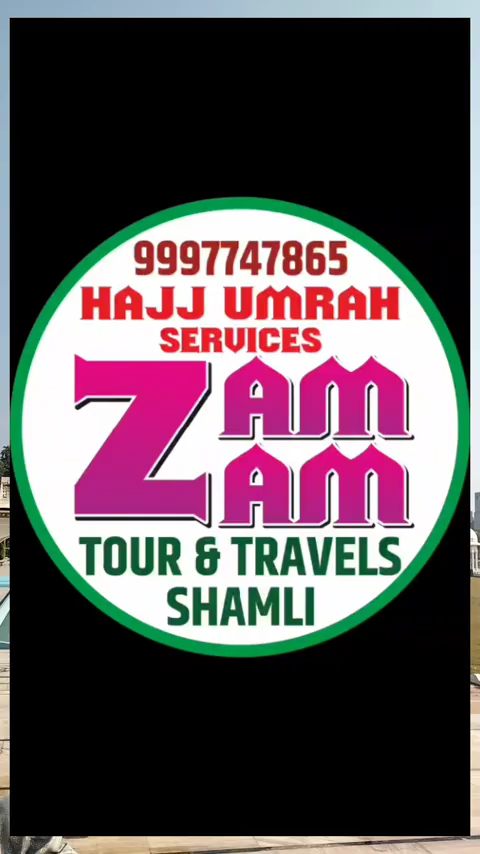 9997747865
HAJJ UMRAH
SERVICES
ZAM
ZAM
TOUR & TRAVELS
SHAMLI